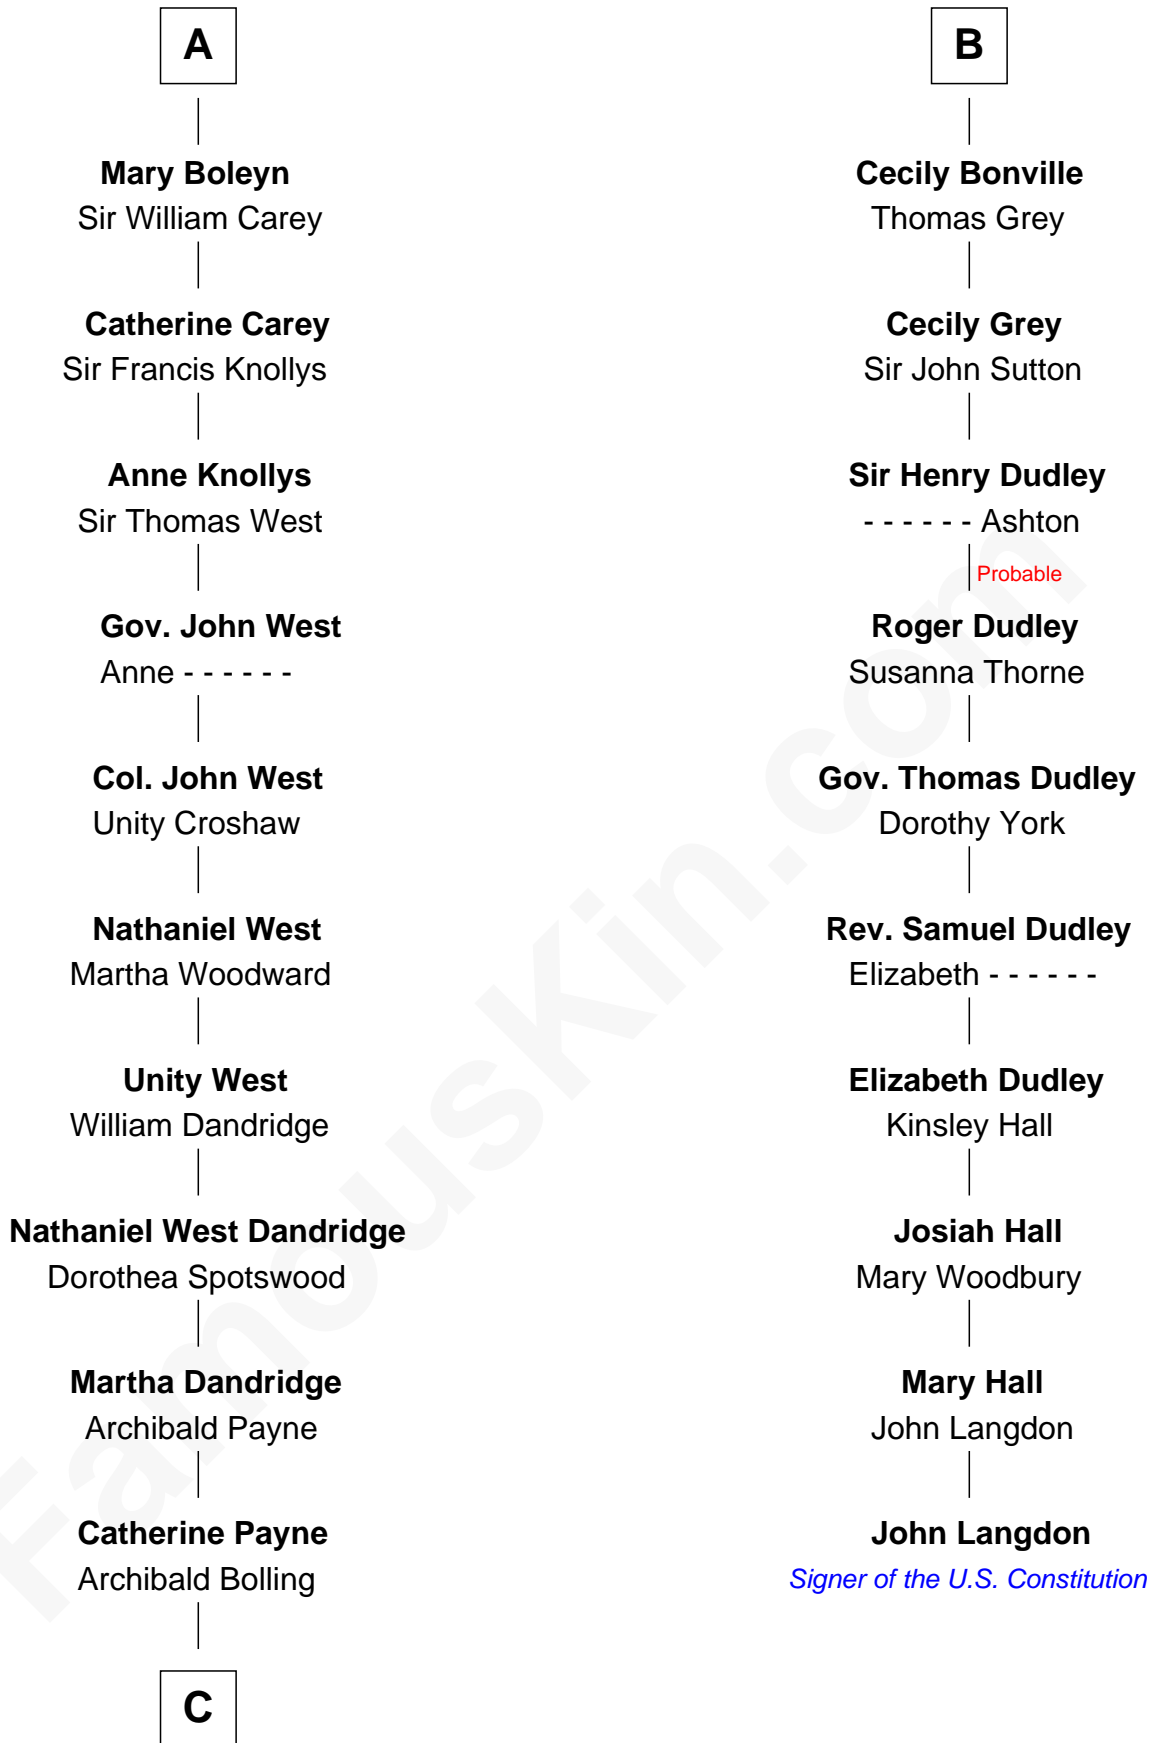 A
Mary Boleyn
Sir William Carey
Catherine Carey
Sir Francis Knollys
Anne Knollys
Sir Thomas West
Gov. John West
Anne - - - - - -
Col. John West
Unity Croshaw
Nathaniel West
Martha Woodward
Unity West
William Dandridge
Nathaniel West Dandridge
Dorothea Spotswood
Martha Dandridge
Archibald Payne
Catherine Payne
Archibald Bolling
C
B
Cecily Bonville
Thomas Grey
Cecily Grey
Sir John Sutton
Sir Henry Dudley
- - - - - - Ashton
Probable
Roger Dudley
Susanna Thorne
Gov. Thomas Dudley
Dorothy York
Rev. Samuel Dudley
Elizabeth - - - - - -
Elizabeth Dudley
Kinsley Hall
Josiah Hall
Mary Woodbury
Mary Hall
John Langdon
John Langdon
Signer of the U.S. Constitution
FamousKin.com